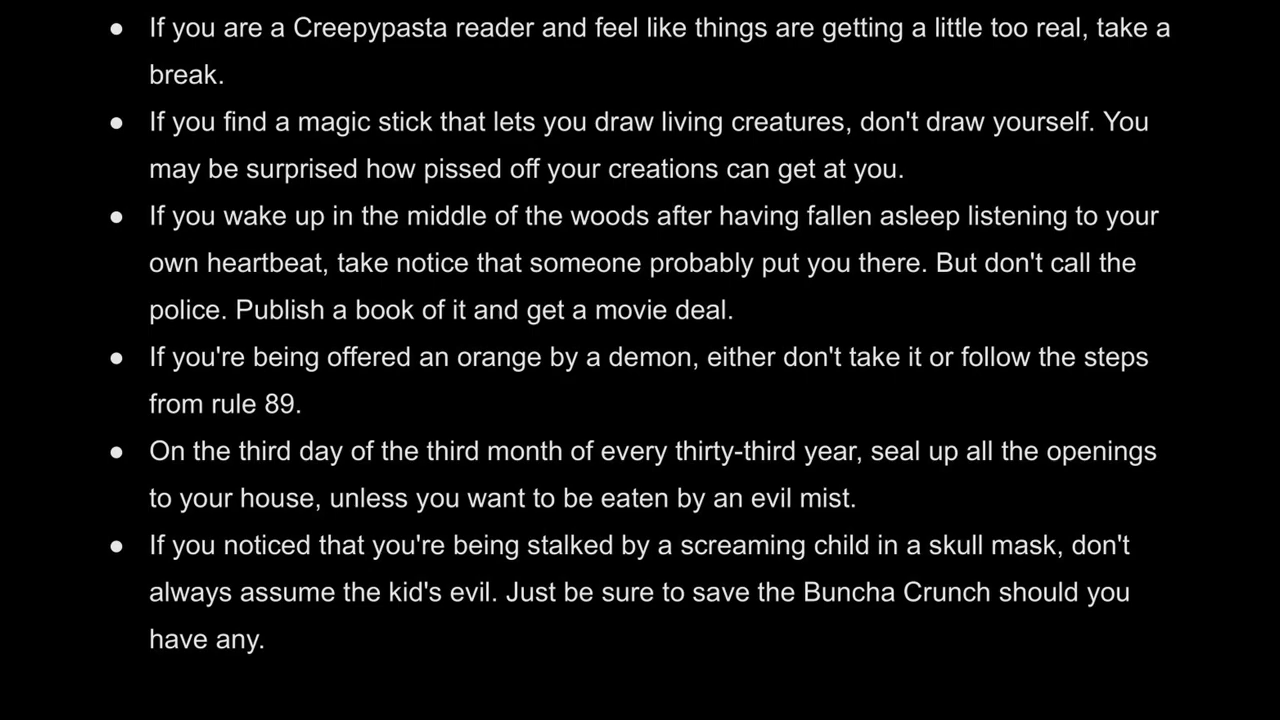 ● If you are a Creepypasta reader and feel like things are getting a little too real, take a
break.
● If you find a magic stick that lets you draw living creatures, don't draw yourself. You
may be surprised how pissed off your creations can get at you.
● If you wake up in the middle of the woods after having fallen asleep listening to your
own heartbeat, take notice that someone probably put you there. But don't call the
police. Publish a book of it and get a movie deal.
● If you're being offered an orange by a demon, either don't take it or follow the steps
from rule 89.
● On the third day of the third month of every thirty-third year, seal up all the openings
to your house, unless you want to be eaten by an evil mist.
● If you noticed that you're being stalked by a screaming child in a skull mask, don't
always assume the kid's evil. Just be sure to save the Buncha Crunch should you
have any.